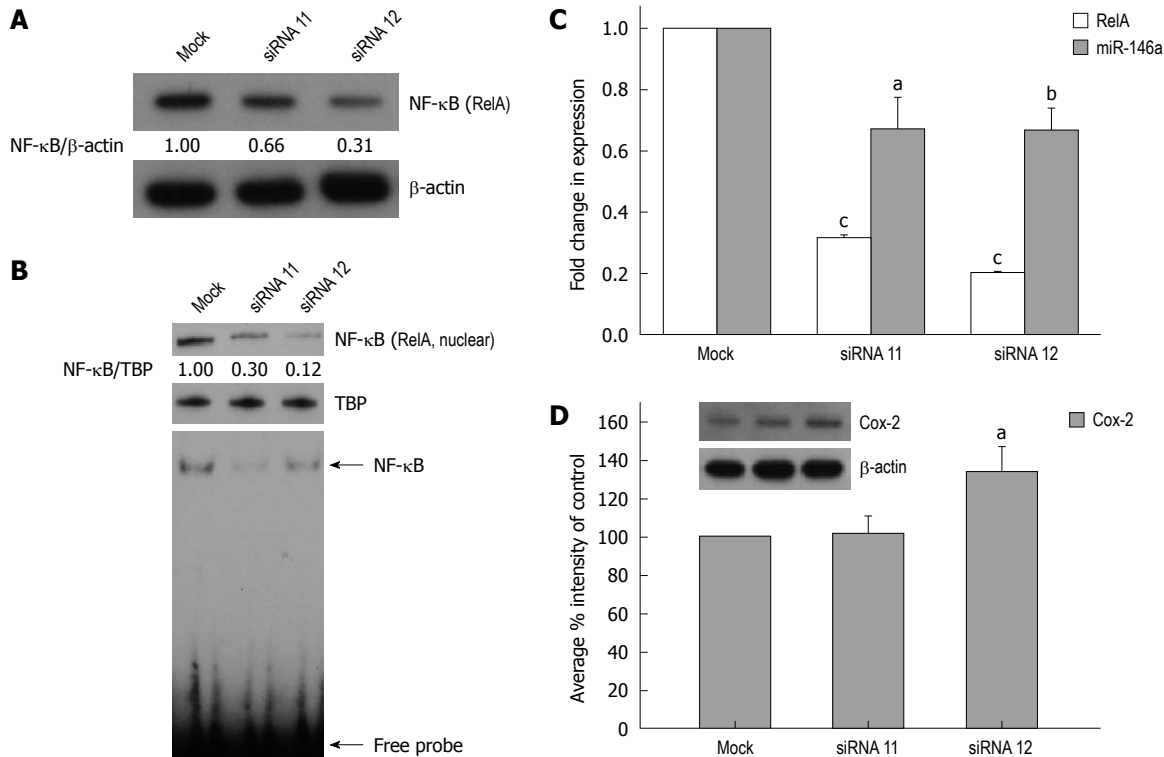 A
Mock
siRNA 11
siRNA 12
NF-κB (RelA)
NF-κB/β-actin 1.00 0.66 0.31
β-actin
B
Mock
siRNA 11
siRNA 12
NF-κB (RelA, nuclear)
NF-κB/TBP 1.00 0.30 0.12
TBP
NF-κB
Free probe
C
RelA
miR-146a
Fold change in expression
1.0
0.8
0.6
0.4
0.2
0.0
a
b
c
c
Mock siRNA 11 siRNA 12
D
Cox-2
β-actin
Cox-2
a
Average % intensity of control
160
140
120
100
80
60
40
20
0
Mock siRNA 11 siRNA 12